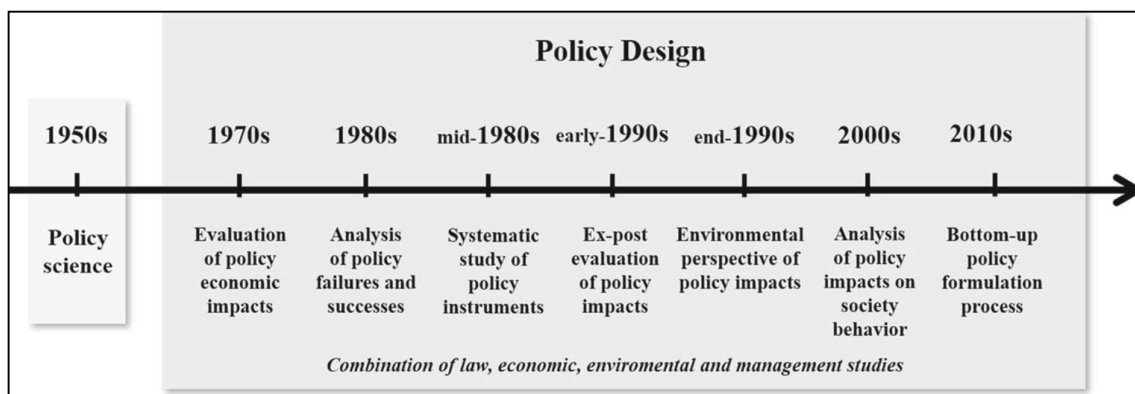 Policy Design
1950s
1970s
1980s
mid-1980s
early-1990s
end-1990s
2000s
2010s
Policy
science
Evaluation
of policy
economic
impacts
Analysis
of policy
failures and
successes
Systematic
study of
policy
instruments
Ex-post
evaluation
of policy
impacts
Environmental
perspective of
policy impacts
Analysis
of policy
impacts on
society
behavior
Bottom-up
policy
formulation
process
Combination of law, economic, enviromental and management studies